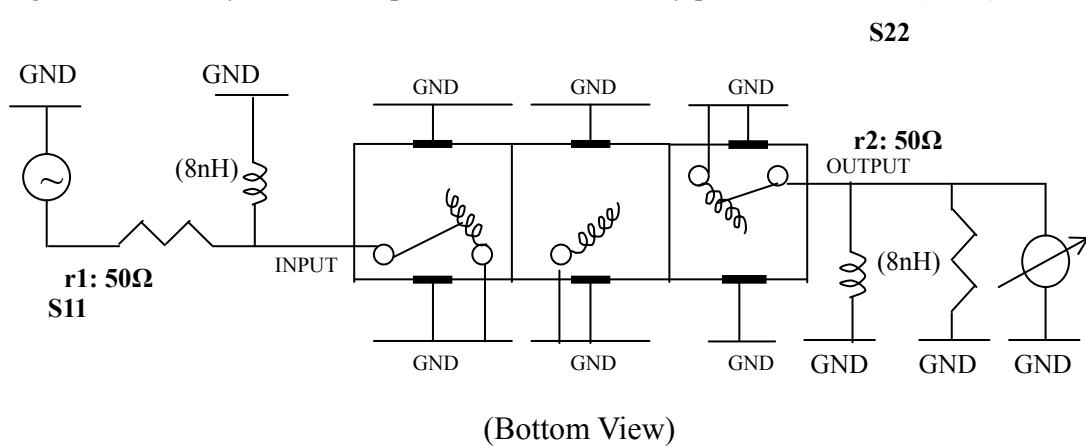 S22
GND
GND
GND
GND
GND
(8nH)
r2: 50Ω
OUTPUT
INPUT
(8nH)
r1: 50Ω
S11
GND
GND
GND
GND
GND
GND
(Bottom View)